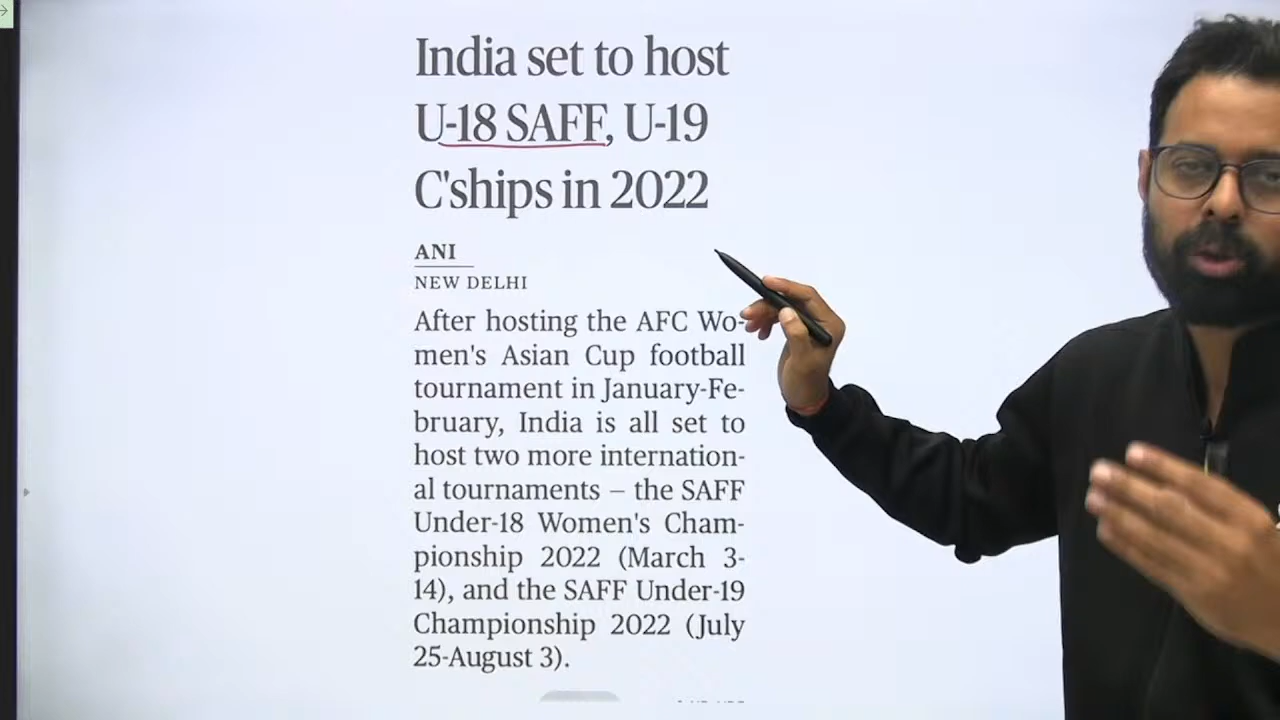 India set to host
U-18 SAFF, U-19
C'ships in 2022
ANI
NEW DELHI
After hosting the AFC Wo-
men's Asian Cup football
tournament in January-Fe-
bruary, India is all set to
host two more internation-
al tournaments – the SAFF
Under-18 Women's Cham-
pionship 2022 (March 3-
14), and the SAFF Under-19
Championship 2022 (July
25-August 3).